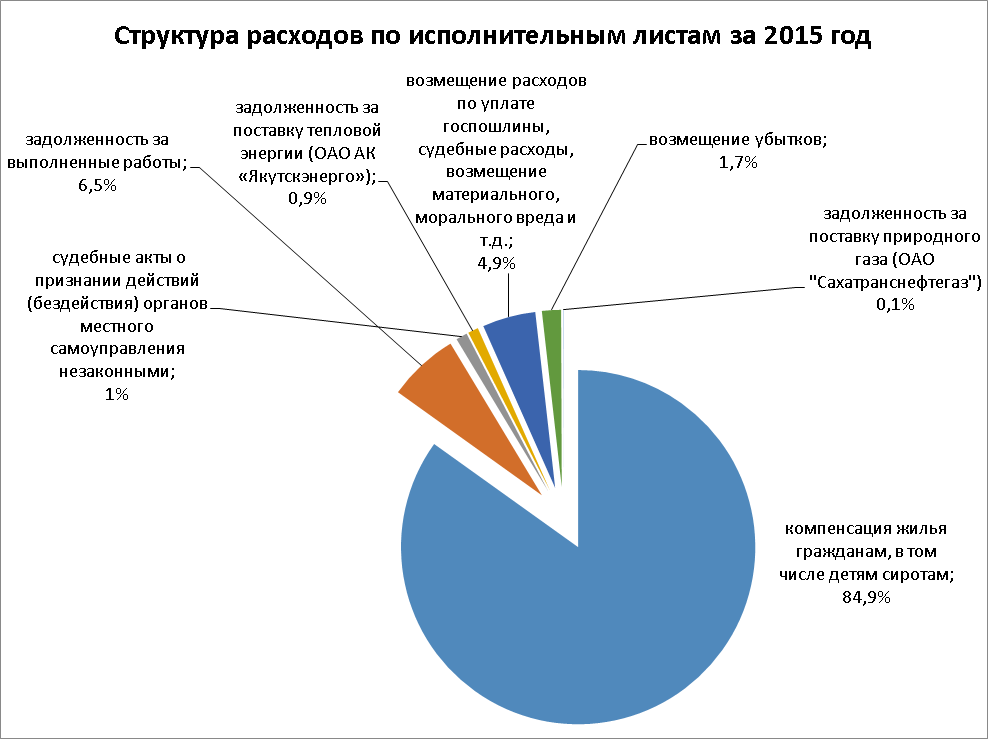 Структура расходов по исполнительным листам за 2015 год
возмещение расходов
по уплате
госпошлины,
судебные расходы,
возмещение
материального,
морального вреда и
т.д.;
4,9%
задолженность за
поставку тепловой
энергии (ОАО АК
«Якутскэнерго»);
0,9%
задолженность за
выполненные работы;
6,5%
возмещение убытков;
1,7%
задолженность за
поставку природного
газа (ОАО
"Сахатранснефтегаз")
0,1%
судебные акты о
признании действий
(бездействия) органов
местного
самоуправления
незаконными;
1%
компенсация жилья
гражданам, в том
числе детям сиротам;
84,9%